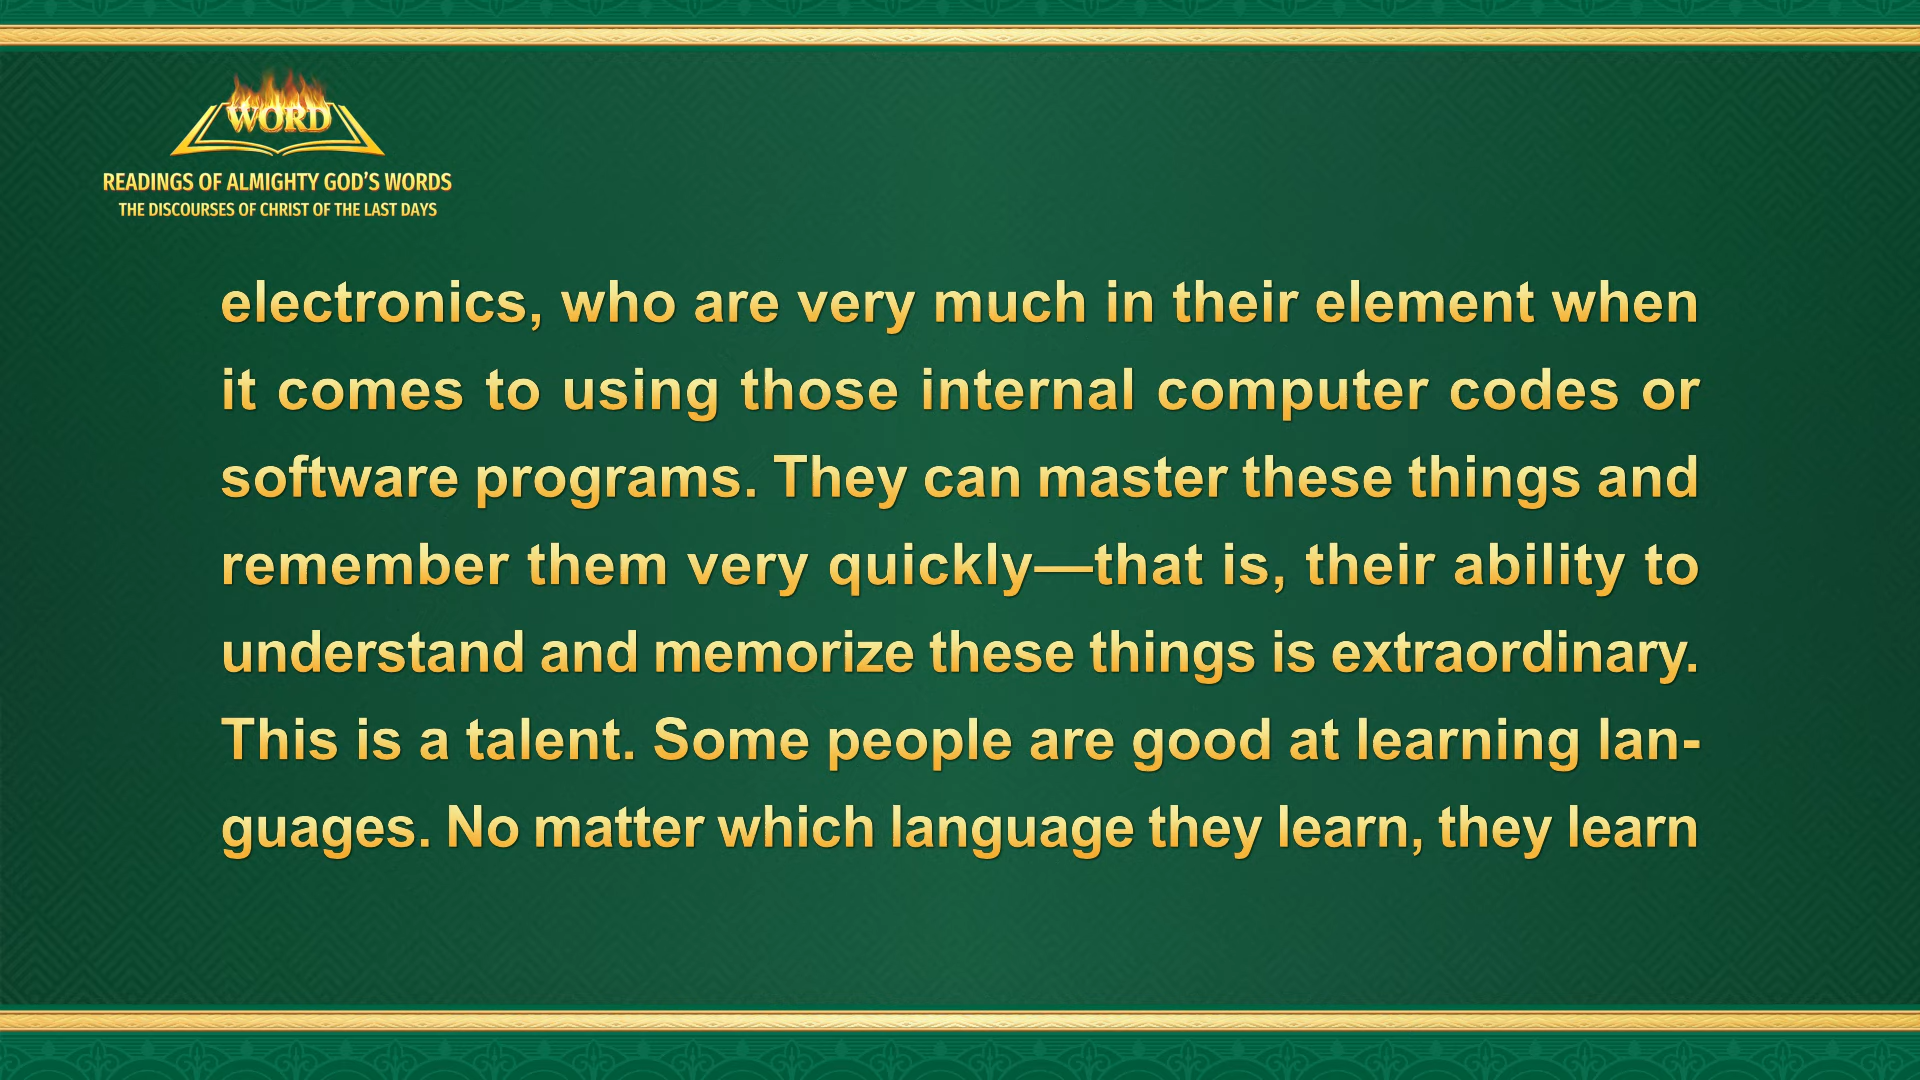 WORD
READINGS OF ALMIGHTY GOD'S WORDS
THE DISCOURSES OF CHRIST OF THE LAST DAYS
electronics, who are very much in their element when
it comes to using those internal computer codes or
software programs. They can master these things and
remember them very quickly—that is, their ability to
understand and memorize these things is extraordinary.
This is a talent. Some people are good at learning lan-
guages. No matter which language they learn, they learn